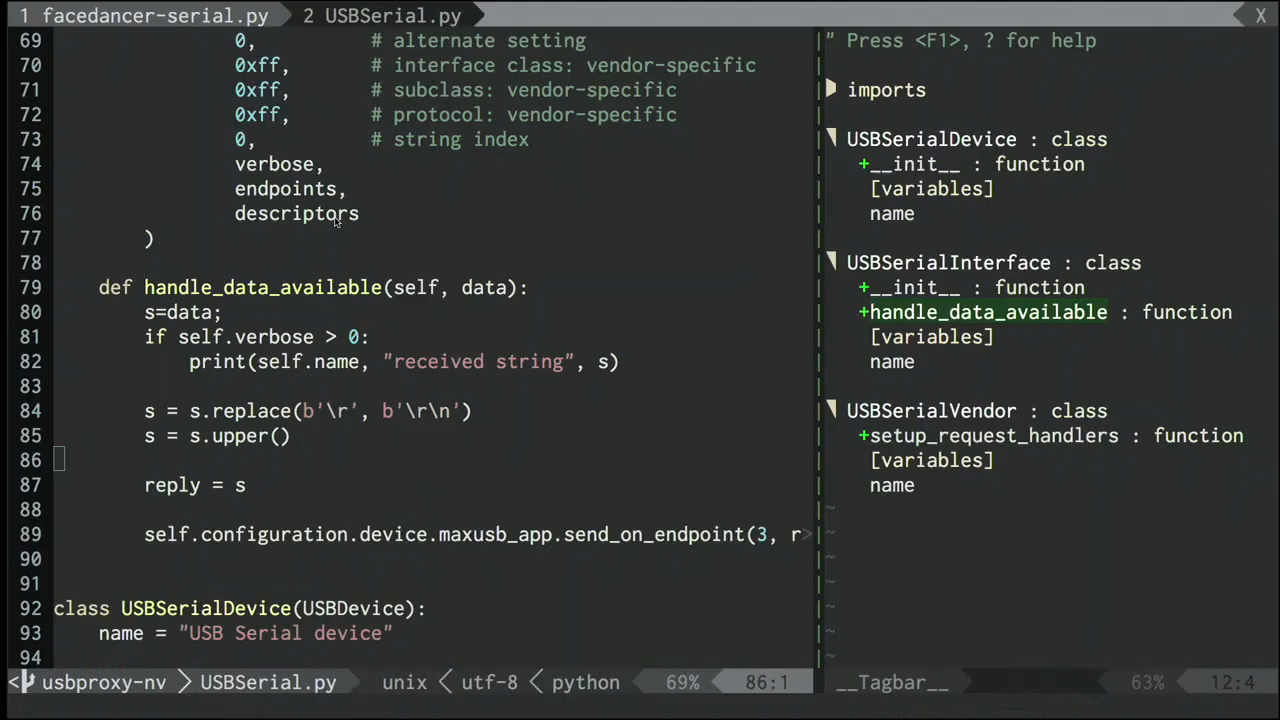 1 facedancer-serial.py 2 USBSerial.py X
69 0, # alternate setting
70 0xff, # interface class: vendor-specific
71 0xff, # subclass: vendor-specific
72 0xff, # protocol: vendor-specific
73 0, # string index
74 verbose,
75 endpoints,
76 descriptors
77 )
78
79 def handle_data_available(self, data):
80 s=data;
81 if self.verbose > 0:
82 print(self.name, "received string", s)
83
84 s = s.replace(b'\r', b'\r\n')
85 s = s.upper()
86
87 reply = s
88
89 self.configuration.device.maxusb_app.send_on_endpoint(3, r>
90
91
92 class USBSerialDevice(USBDevice):
93 name = "USB Serial device"
94
" Press <F1>, ? for help
imports
USBSerialDevice : class
+__init__ : function
[variables]
name
USBSerialInterface : class
+__init__ : function
+handle_data_available : function
[variables]
name
USBSerialVendor : class
+setup_request_handlers : function
[variables]
name
~
~
~
~
~
~
~
< usbproxy-nv > USBSerial.py unix < utf-8 < python 69% 86:1
__Tagbar__ 63% 12:4